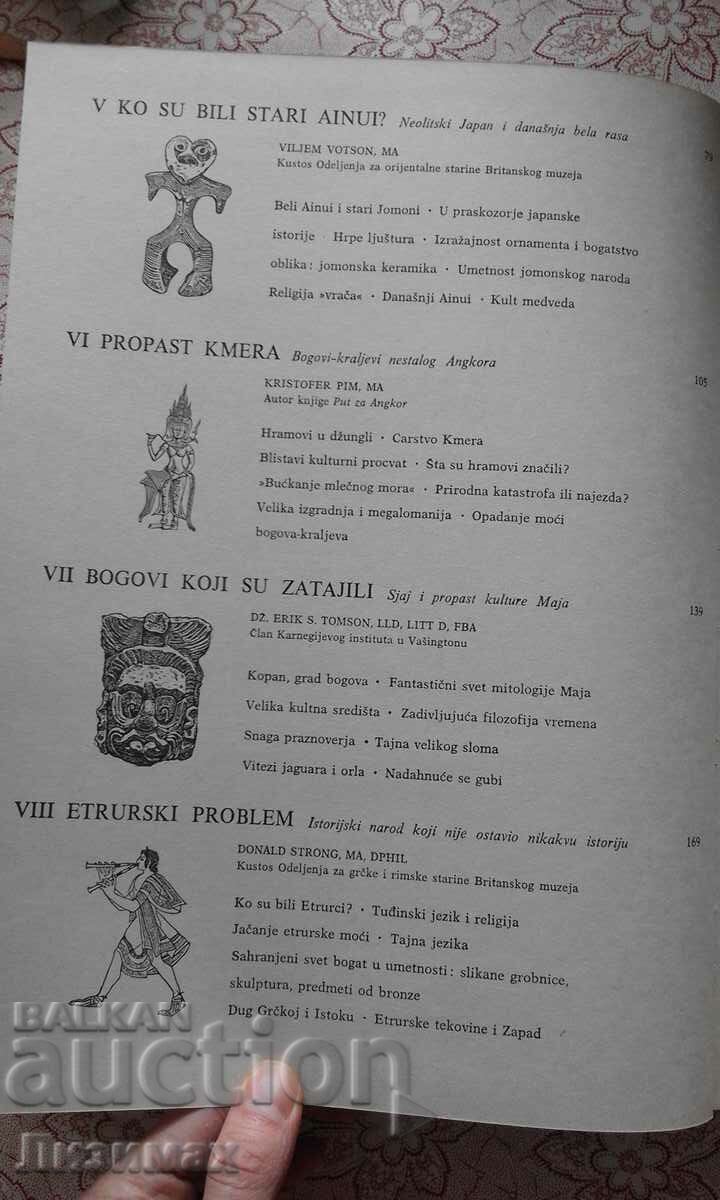 V KO SU BILI STARI AINUI? Neolitski Japan i današnja bela rasa 79
VILJEM VOTSON, MA
Kustos Odeljenja za orijentalne starine Britanskog muzeja
Beli Ainui i stari Jomoni · U praskozorje japanske
istorije · Hrpe ljuštura · Izražajnost ornamenta i bogatstvo
oblika: jomonska keramika · Umetnost jomonskog naroda
Religija »vrača« · Današnji Ainui · Kult medveda
VI PROPAST KMERA Bogovi-kraljevi nestalog Angkora 105
KRISTOFER PIM, MA
Autor knjige Put za Angkor
Hramovi u džungli · Carstvo Kmera
Blistavi kulturni procvat · Šta su hramovi značili?
»Bućkanje mlečnog mora« · Prirodna katastrofa ili najezda?
Velika izgradnja i megalomanija · Opadanje moći
bogova-kraljeva
VII BOGOVI KOJI SU ZATAJILI Sjaj i propast kulture Maja 139
DŽ. ERIK S. TOMSON, LLD, LITT D, FBA
Član Karnegijevog instituta u Vašingtonu
Kopan, grad bogova · Fantastični svet mitologije Maja
Velika kultna središta · Zadivljujuća filozofija vremena
Snaga praznoverja · Tajna velikog sloma
Vitezi jaguara i orla · Nadahnuće se gubi
VIII ETRURSKI PROBLEM Istorijski narod koji nije ostavio nikakvu istoriju 169
DONALD STRONG, MA, DPHIL
Kustos Odeljenja za grčke i rimske starine Britanskog muzeja
Ko su bili Etrurci? · Tuđinski jezik i religija
Jačanje etrurske moći · Tajna jezika
Sahranjeni svet bogat u umetnosti: slikane grobnice,
skulptura, predmeti od bronze
Dug Grčkoj i Istoku · Etrurske tekovine i Zapad
BALKAN
auction
Лизимах